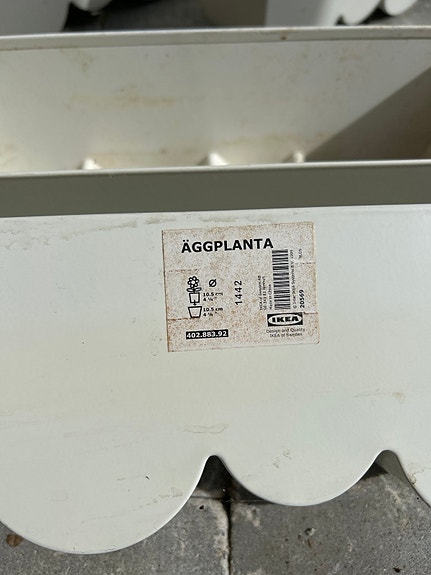 ÄGGPLANTA
Ø
10.5 cm
4 ¼"
10.5 cm
4 ¼"
402.883.92
1442
20569
IKEA
Design and Quality
IKEA of Sweden